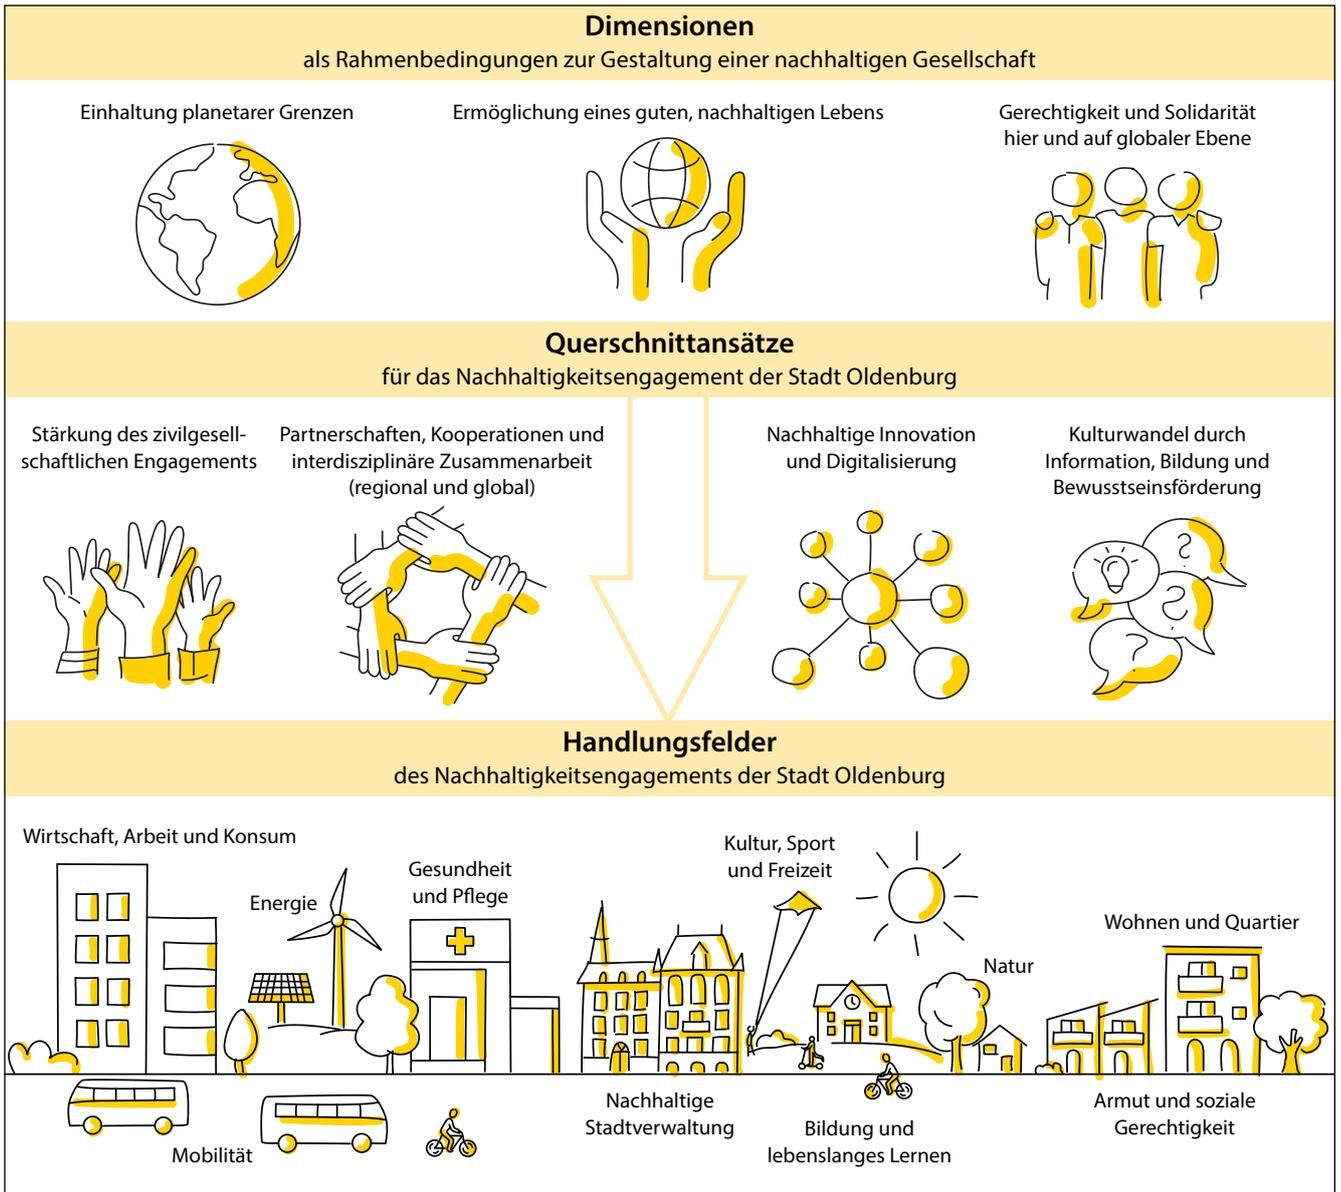 Dimensionen
als Rahmenbedingungen zur Gestaltung einer nachhaltigen Gesellschaft
Einhaltung planetarer Grenzen
Ermöglichung eines guten, nachhaltigen Lebens
Gerechtigkeit und Solidarität
hier und auf globaler Ebene
Querschnittansätze
für das Nachhaltigkeitsengagement der Stadt Oldenburg
Stärkung des zivilgesell-
schaftlichen Engagements
Partnerschaften, Kooperationen und
interdisziplinäre Zusammenarbeit
(regional und global)
Nachhaltige Innovation
und Digitalisierung
Kulturwandel durch
Information, Bildung und
Bewusstseinsförderung
?
?
?
Handlungsfelder
des Nachhaltigkeitsengagements der Stadt Oldenburg
Wirtschaft, Arbeit und Konsum
Energie
Gesundheit
und Pflege
Kultur, Sport
und Freizeit
Natur
Wohnen und Quartier
Mobilität
Nachhaltige
Stadtverwaltung
Bildung und
lebenslanges Lernen
Armut und soziale
Gerechtigkeit